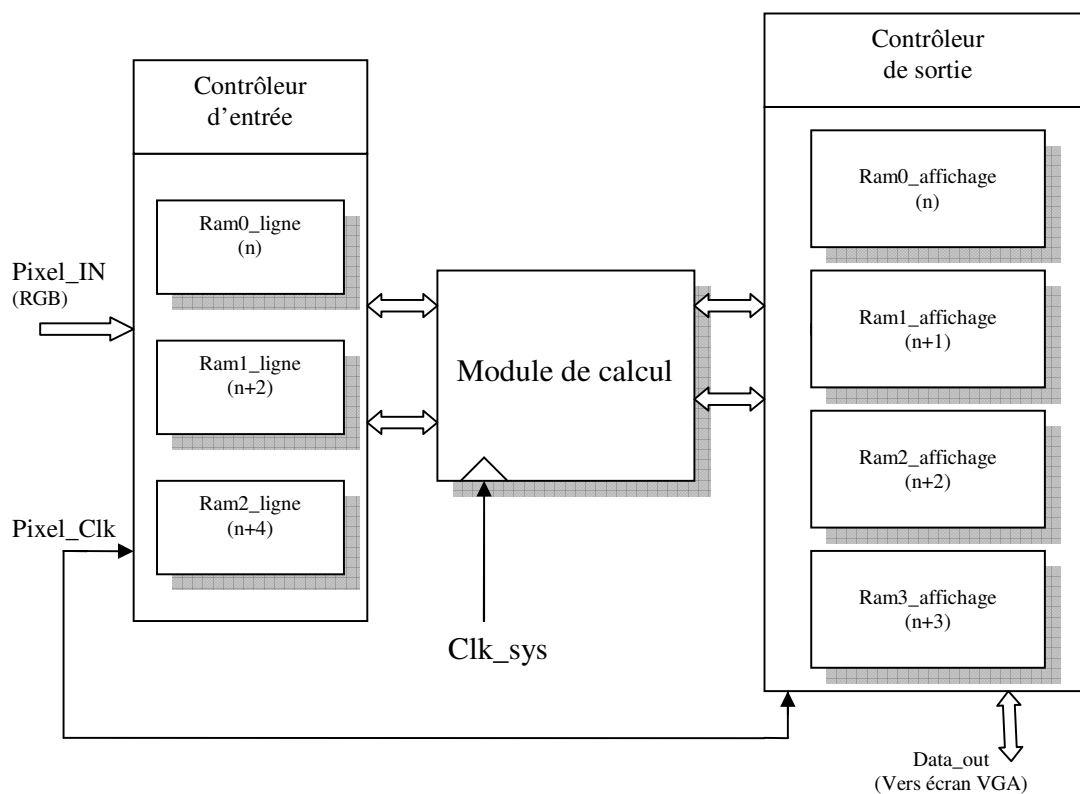 Contrôleur
d'entrée
Ram0_ligne
(n)
Ram1_ligne
(n+2)
Ram2_ligne
(n+4)
Pixel_IN
(RGB)
Pixel_Clk
Module de calcul
Clk_sys
Contrôleur
de sortie
Ram0_affichage
(n)
Ram1_affichage
(n+1)
Ram2_affichage
(n+2)
Ram3_affichage
(n+3)
Data_out
(Vers écran VGA)